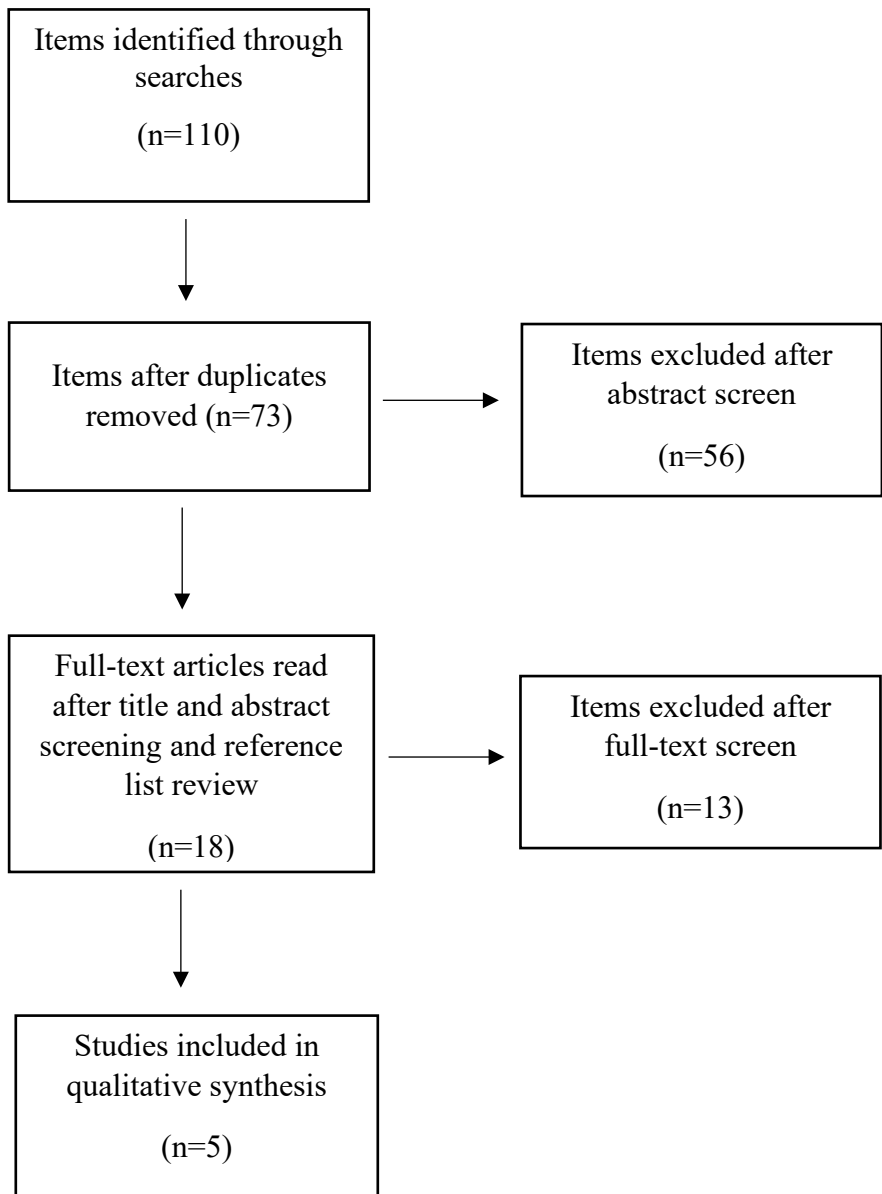 Items identified through
searches
(n=110)
Items after duplicates
removed (n=73)
Items excluded after
abstract screen
(n=56)
Full-text articles read
after title and abstract
screening and reference
list review
(n=18)
Items excluded after
full-text screen
(n=13)
Studies included in
qualitative synthesis
(n=5)